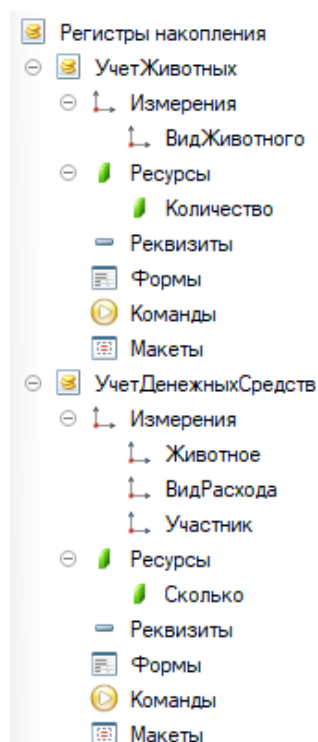 Регистры накопления
УчетЖивотных
Измерения
ВидЖивотного
Ресурсы
Количество
Реквизиты
Формы
Команды
Макеты
УчетДенежныхСредств
Измерения
Животное
ВидРасхода
Участник
Ресурсы
Сколько
Реквизиты
Формы
Команды
Макеты